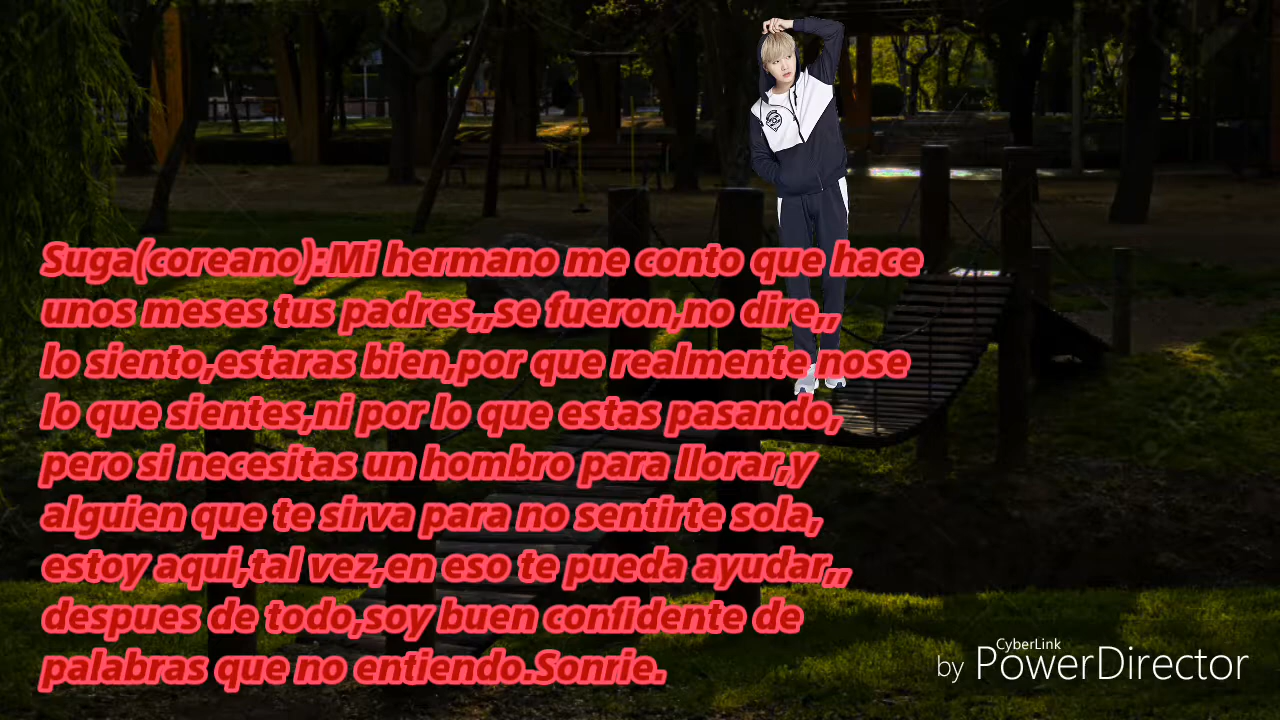 Suga(coreano):Mi hermano me conto que hace
unos meses tus padres,,se fueron,no dire,,
lo siento,estaras bien,por que realmente nose
lo que sientes,ni por lo que estas pasando,
pero si necesitas un hombro para llorar,y
alguien que te sirva para no sentirte sola,
estoy aqui,tal vez,en eso te pueda ayudar,,
despues de todo,soy buen confidente de
palabras que no entiendo.Sonrie.
CyberLink
by PowerDirector